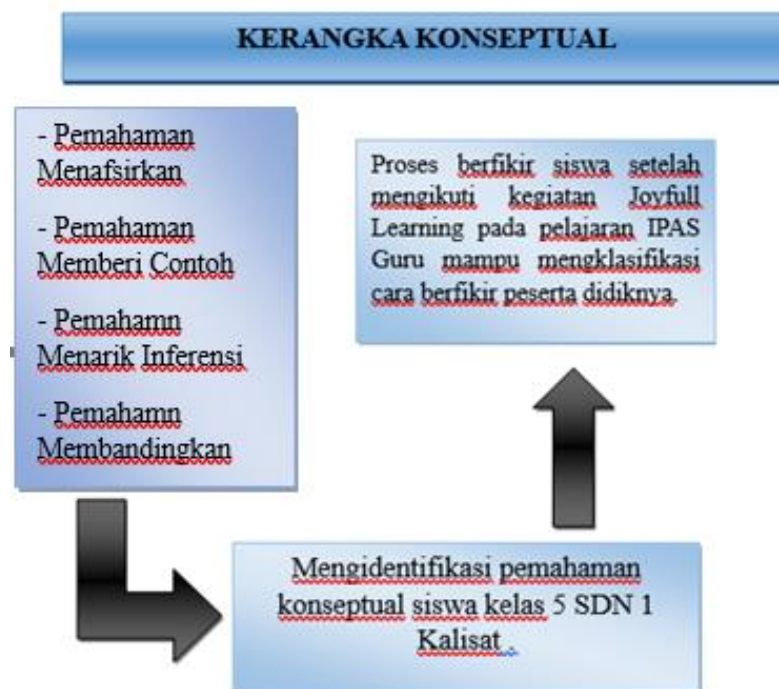 KERANGKA KONSEPTUAL
- Pemahaman
Menafsirkan
- Pemahaman
Memberi Contoh
- Pemahamn
Menarik Inferensi
- Pemahamn
Membandingkan
Proses berfikir siswa setelah
mengikuti kegiatan Joyfull
Learning pada pelajaran IPAS
Guru mampu mengklasifikasi
cara berfikir peserta didiknya.
Mengidentifikasi pemahaman
konseptual siswa kelas 5 SDN 1
Kalisat .